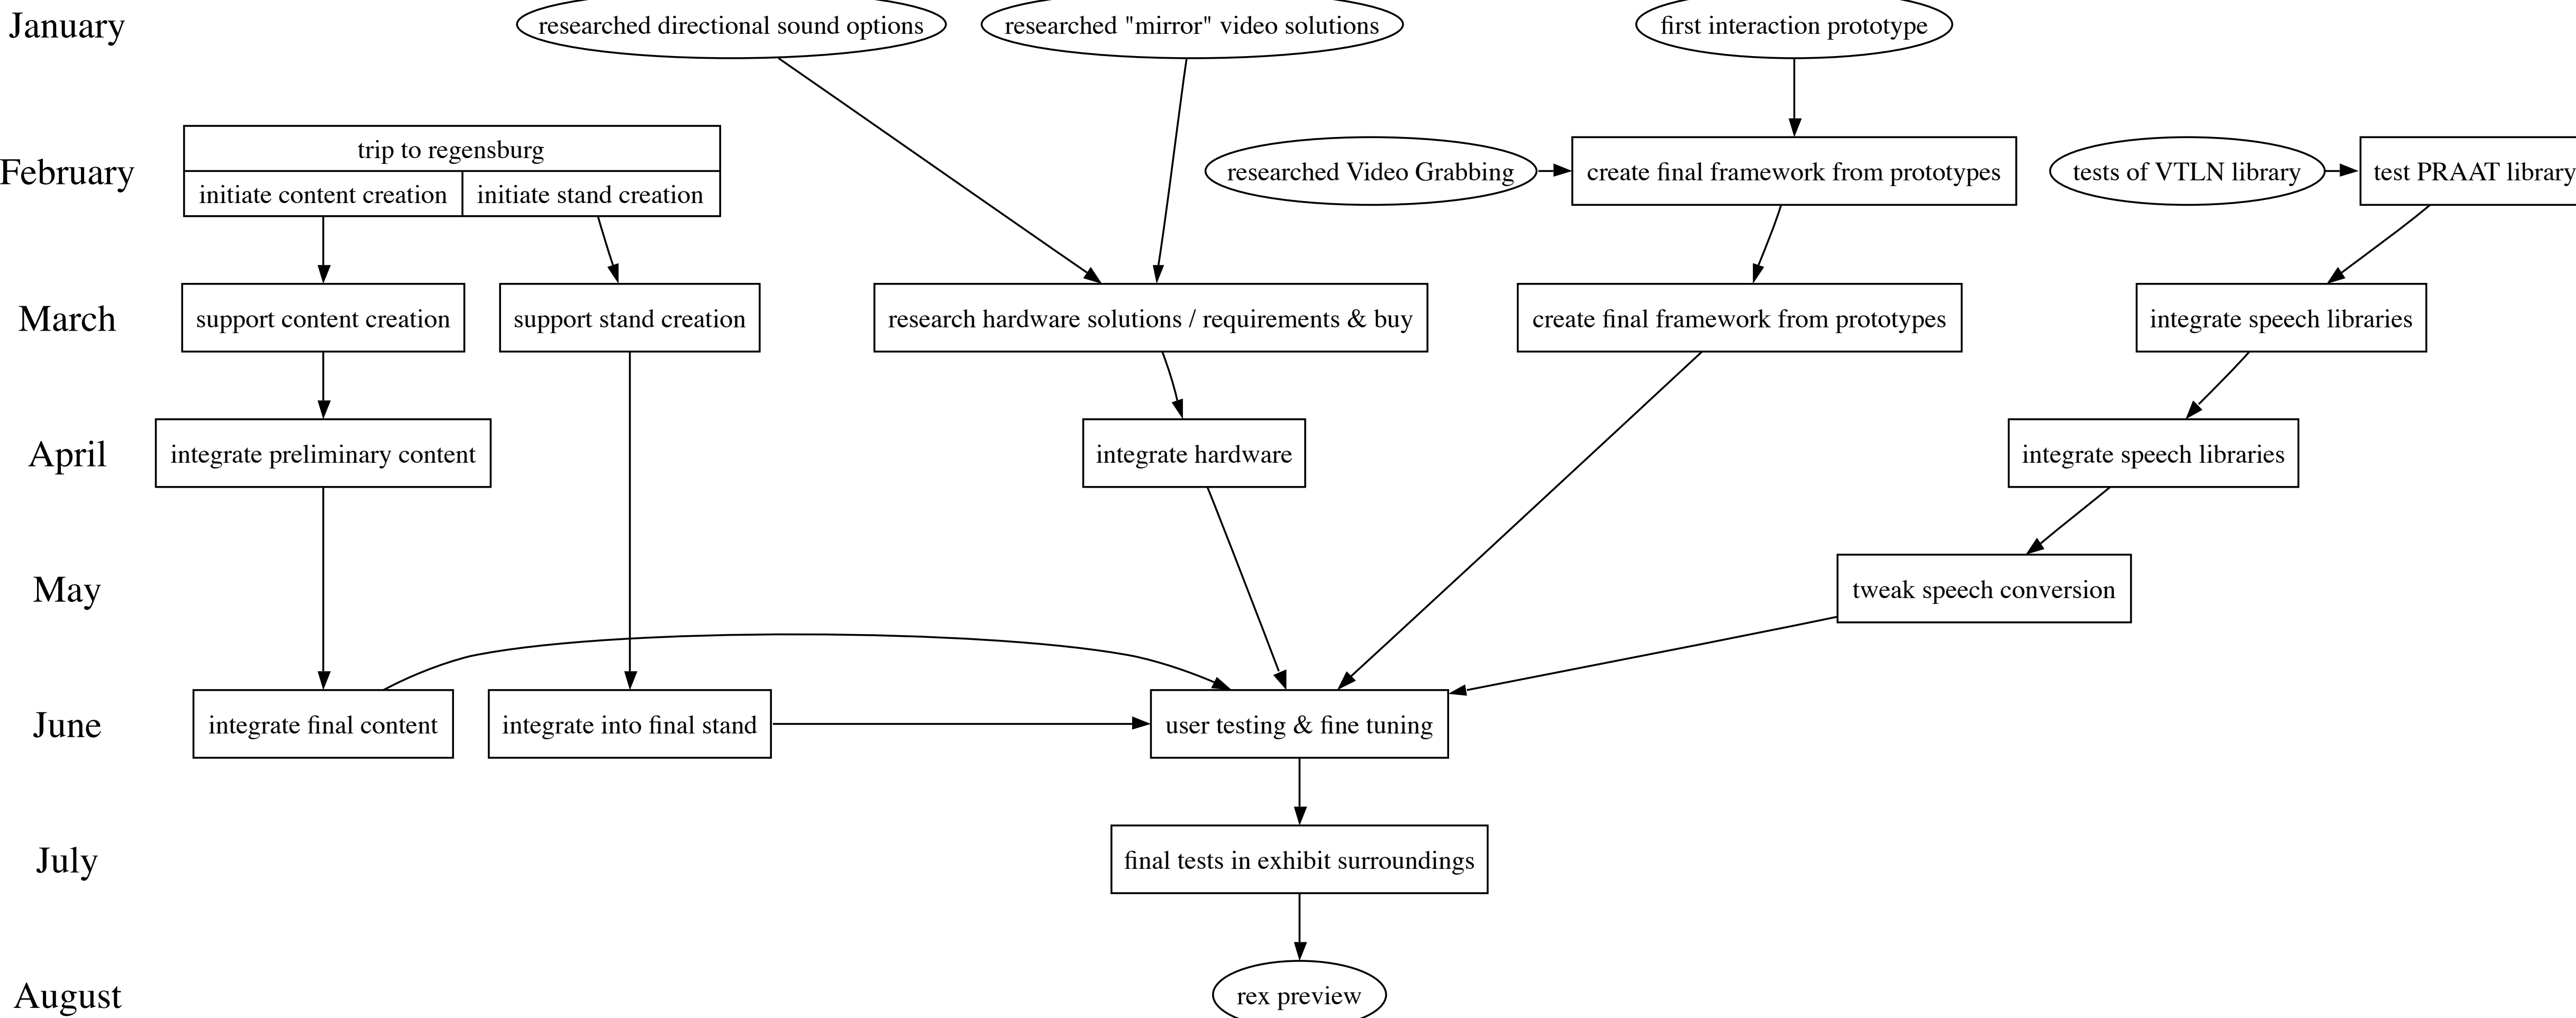 January
researched directional sound options
researched "mirror" video solutions
first interaction prototype
February
trip to regensburg
initiate content creation
initiate stand creation
researched Video Grabbing
create final framework from prototypes
tests of VTLN library
test PRAAT library
March
support content creation
support stand creation
research hardware solutions / requirements & buy
create final framework from prototypes
integrate speech libraries
April
integrate preliminary content
integrate hardware
integrate speech libraries
May
tweak speech conversion
June
integrate final content
integrate into final stand
user testing & fine tuning
July
final tests in exhibit surroundings
August
rex preview